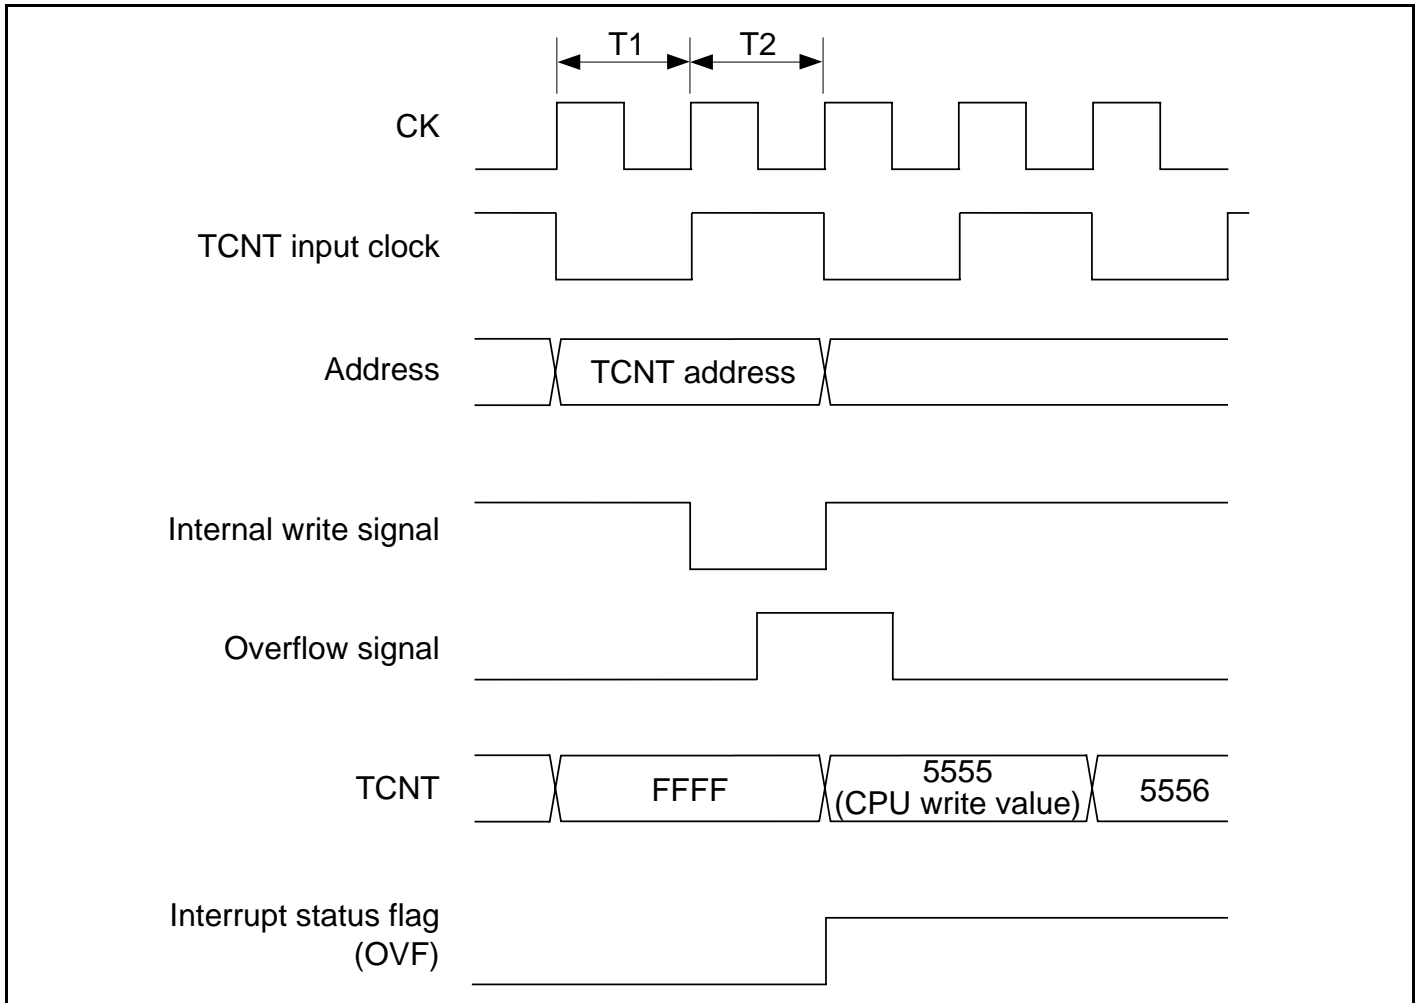 T1 T2
CK
TCNT input clock
Address
TCNT address
Internal write signal
Overflow signal
TCNT
FFFF
5555
(CPU write value)
5556
Interrupt status flag
(OVF)